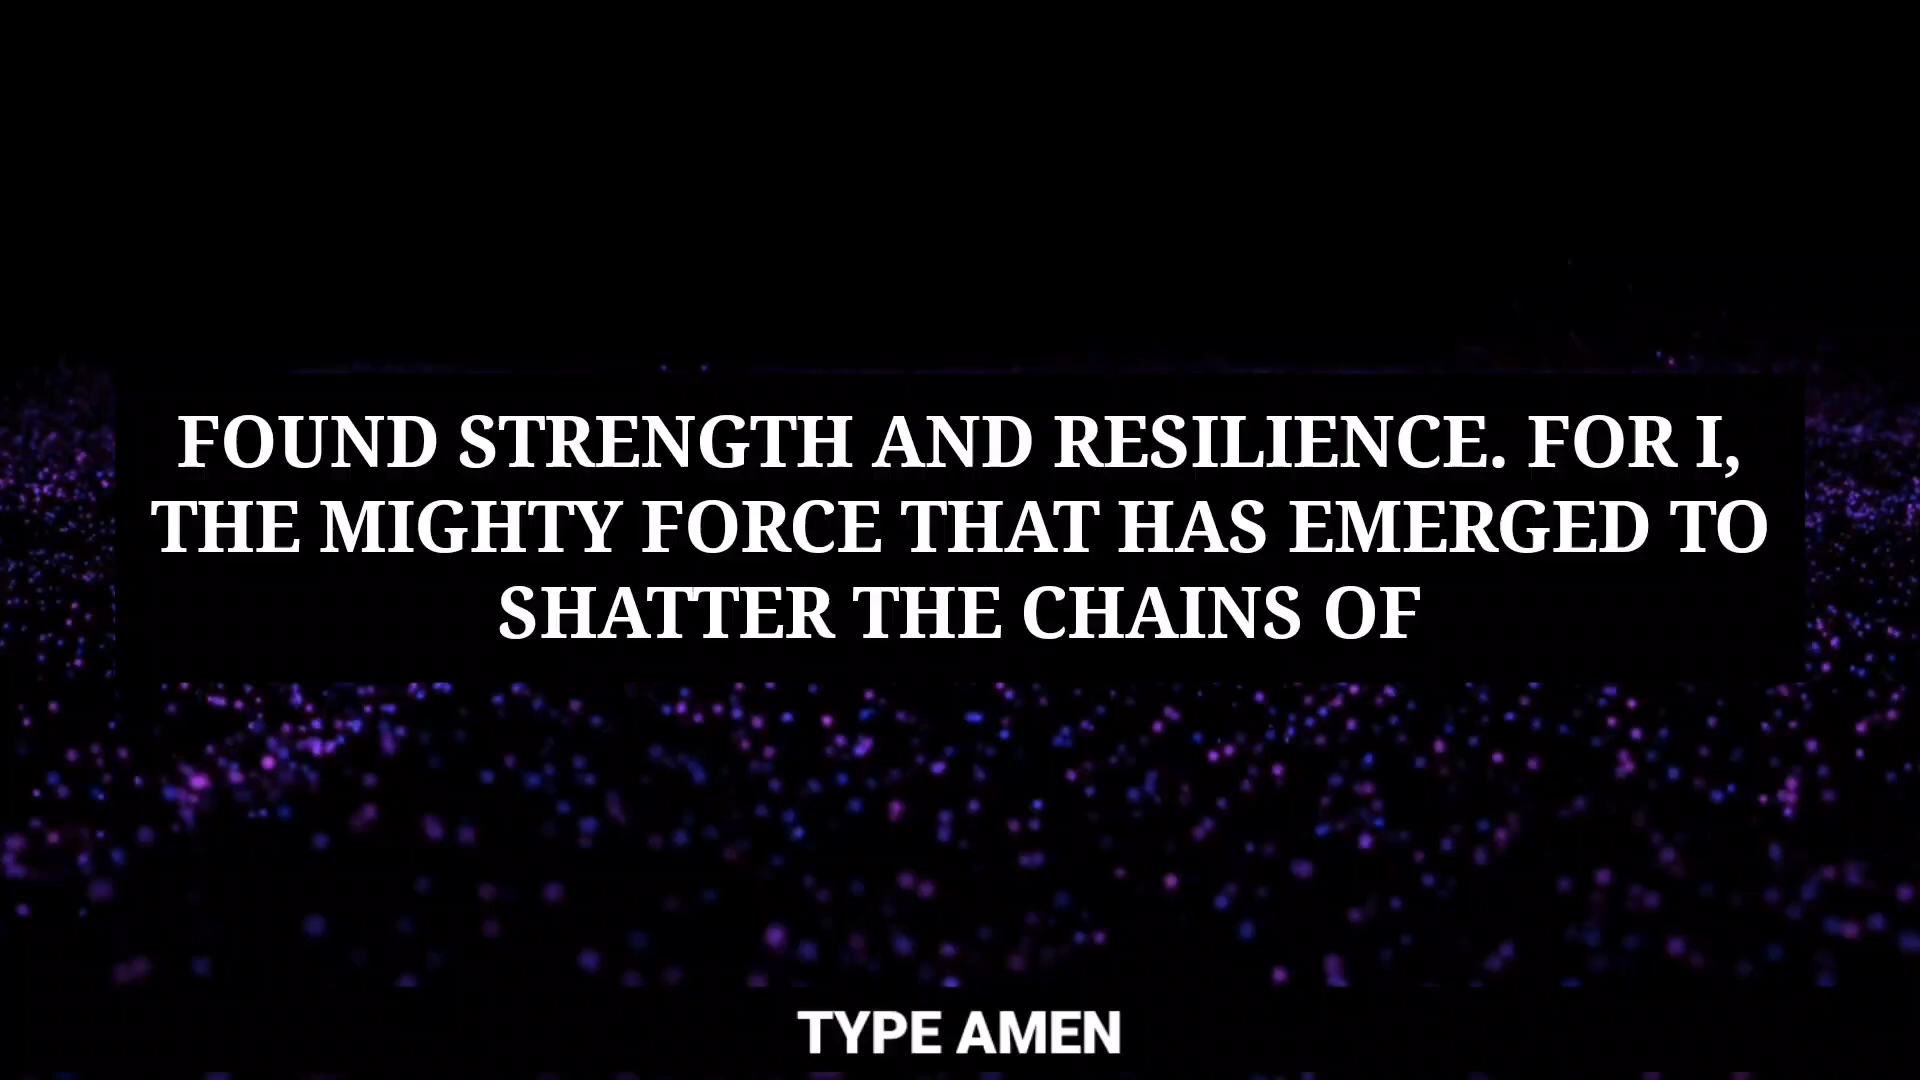 FOUND STRENGTH AND RESILIENCE. FOR I,
THE MIGHTY FORCE THAT HAS EMERGED TO
SHATTER THE CHAINS OF
TYPE AMEN